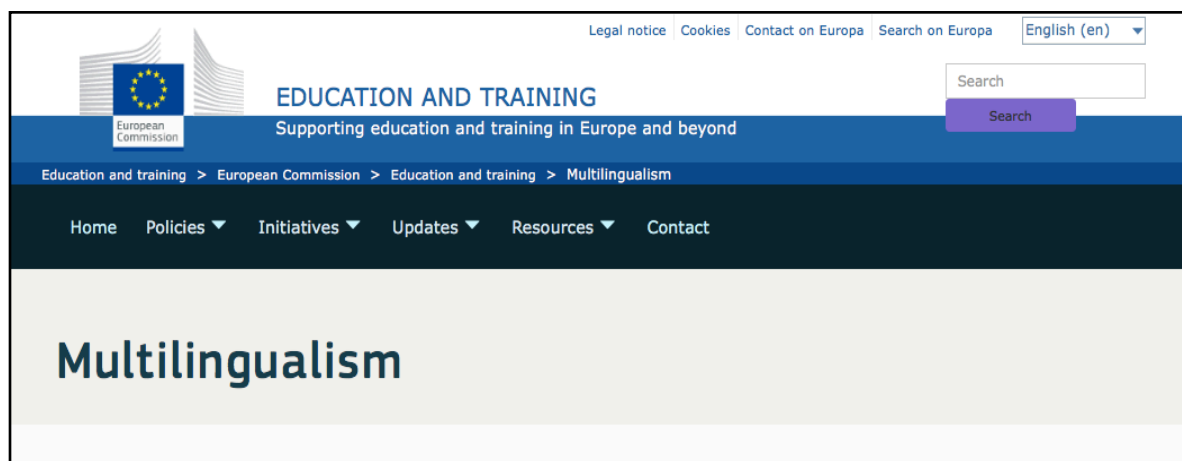 Legal notice Cookies Contact on Europa Search on Europa English (en)
Search
EDUCATION AND TRAINING
Search
European
Commission
Supporting education and training in Europe and beyond
Education and training > European Commission > Education and training > Multilingualism
Home Policies Initiatives Updates Resources Contact
Multilingualism